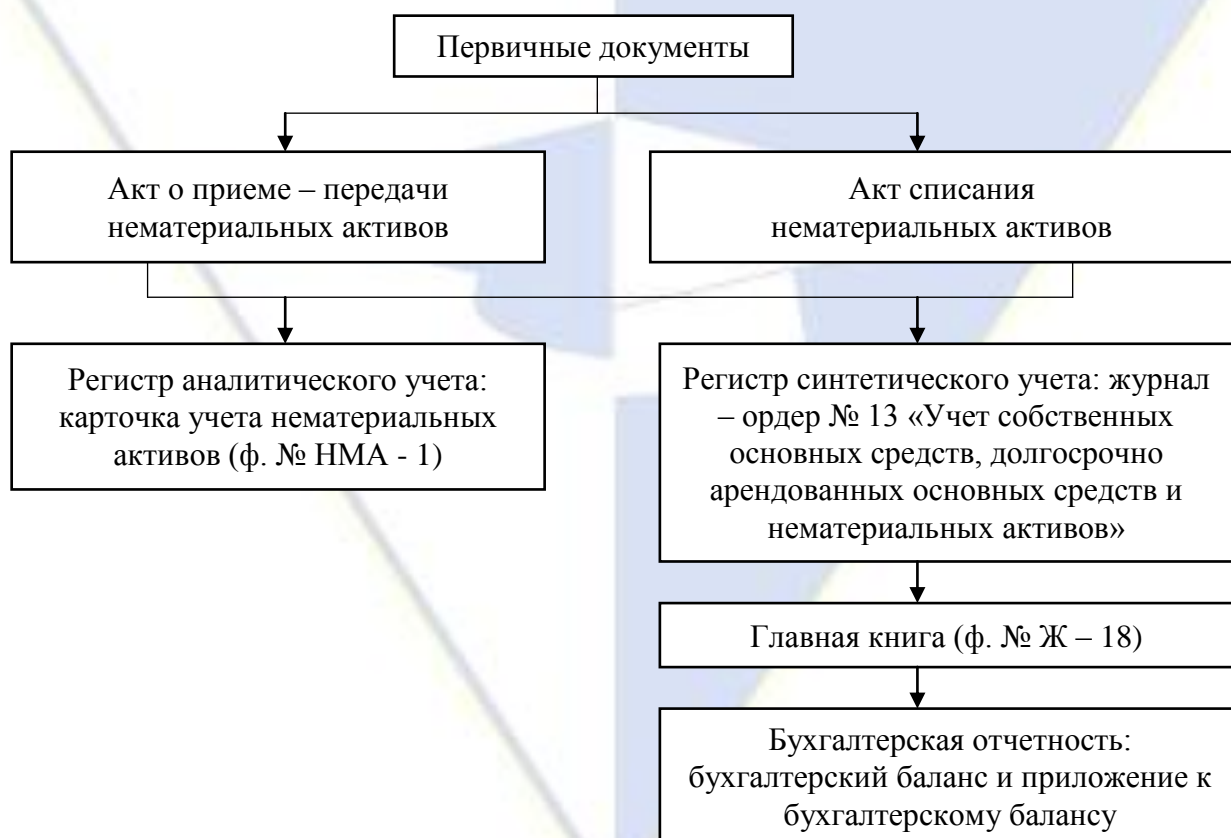 Первичные документы
Акт о приеме – передачи
нематериальных активов
Акт списания
нематериальных активов
Регистр аналитического учета:
карточка учета нематериальных
активов (ф. № НМА - 1)
Регистр синтетического учета: журнал
– ордер № 13 «Учет собственных
основных средств, долгосрочно
арендованных основных средств и
нематериальных активов»
Главная книга (ф. № Ж – 18)
Бухгалтерская отчетность:
бухгалтерский баланс и приложение к
бухгалтерскому балансу